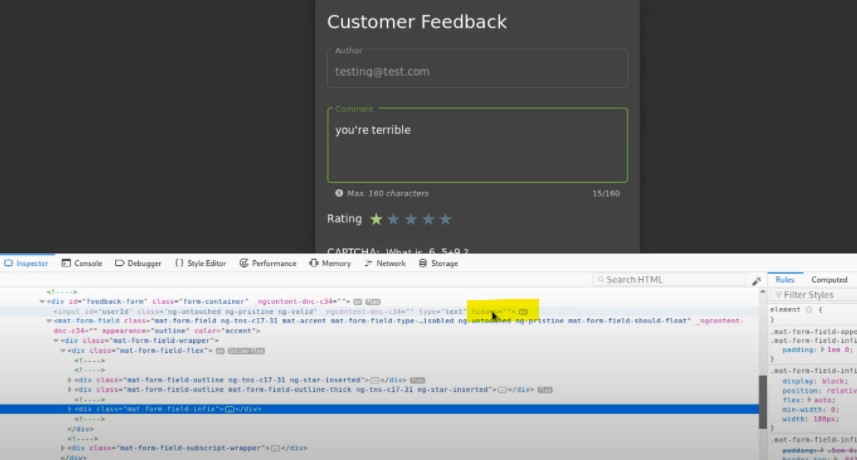 Customer Feedback
Author
testing@test.com
Comment
you're terrible
Max. 160 characters 15/160
Rating
CAPTCHA: What is 6 5+9 ?
Inspector Console Debugger Style Editor Performance Memory Network Storage
Search HTML Rules Computed
Filter Styles
<!---->
<div id="feedback-form" class="form-container" _ngcontent-dnc-c34=""> flex
<input id="userId" class="ng-untouched ng-pristine ng-valid" _ngcontent-dnc-c34="" type="text" hidden="">
<mat-form-field class="mat-form-field ng-tns-c17-31 mat-accent mat-form-field-type-…isabled ng-untouched ng-pristine mat-form-field-should-float" _ngcontent-
dnc-c34="" appearance="outline" color="accent">
<div class="mat-form-field-wrapper">
<div class="mat-form-field-flex"> inline-flex
<!---->
<!---->
<div class="mat-form-field-outline ng-tns-c17-31 ng-star-inserted">…</div> flex
<div class="mat-form-field-outline mat-form-field-outline-thick ng-tns-c17-31 ng-star-inserted">…</div> flex
<!---->
<div class="mat-form-field-infix">…</div>
<!---->
</div>
<!---->
<div class="mat-form-field-subscript-wrapper">…</div>
</div>
element {
}
.mat-form-field-appe
.mat-form-field-infi
padding: 1em 0;
}
.mat-form-field-infi
display: block;
position: relativ
flex: auto;
min-width: 0;
width: 180px;
}
.mat-form-field-infi